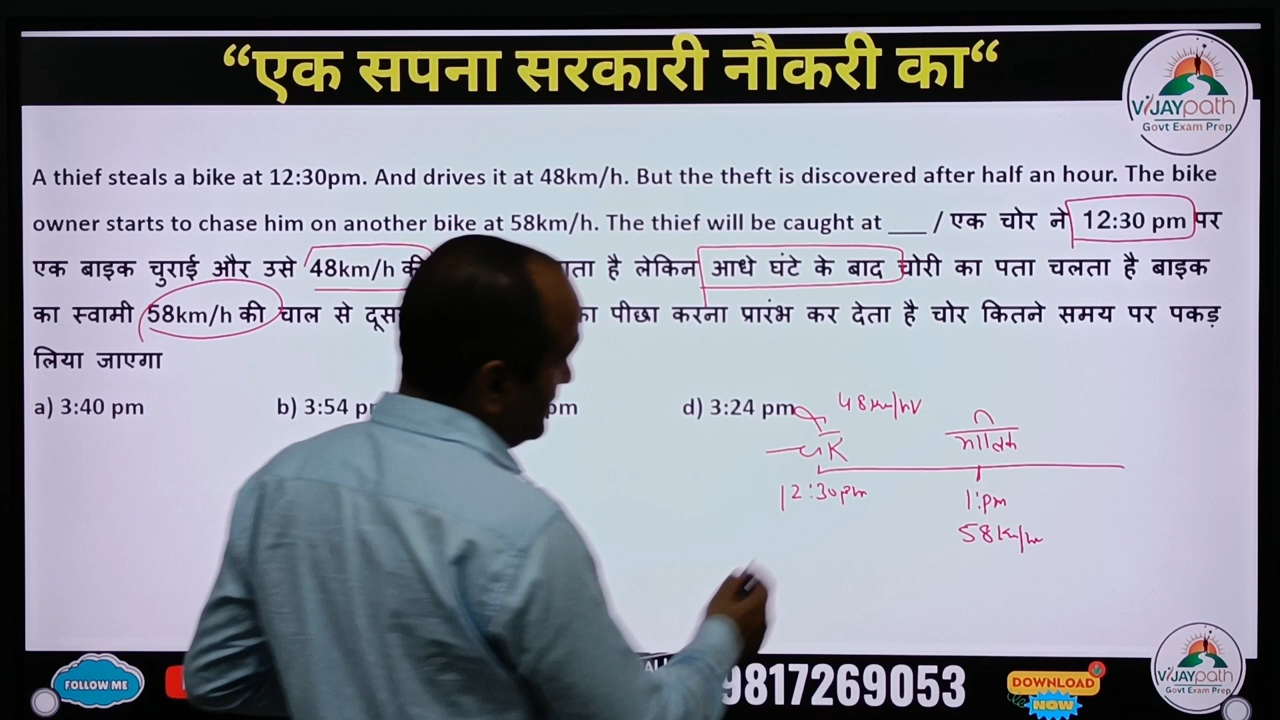 “एक सपना सरकारी नौकरी का“
VIJAYpath
Govt Exam Prep
A thief steals a bike at 12:30pm. And drives it at 48km/h. But the theft is discovered after half an hour. The bike
owner starts to chase him on another bike at 58km/h. The thief will be caught at ___ / एक चोर ने 12:30 pm पर
एक बाइक चुराई और उसे 48km/h की है लेकिन आधे घंटे के बाद चोरी का पता चलता है बाइक
का स्वामी 58km/h की चाल से पीछा करना प्रारंभ कर देता है चोर कितने समय पर पकड़
लिया जाएगा
a) 3:40 pm b) 3:54 pm d) 3:24 pm
48km/hr
मालिक
12:30pm 1:pm
58km/hr
FOLLOW ME
9817269053
DOWNLOAD
NOW
VIJAYpath
Govt Exam Prep